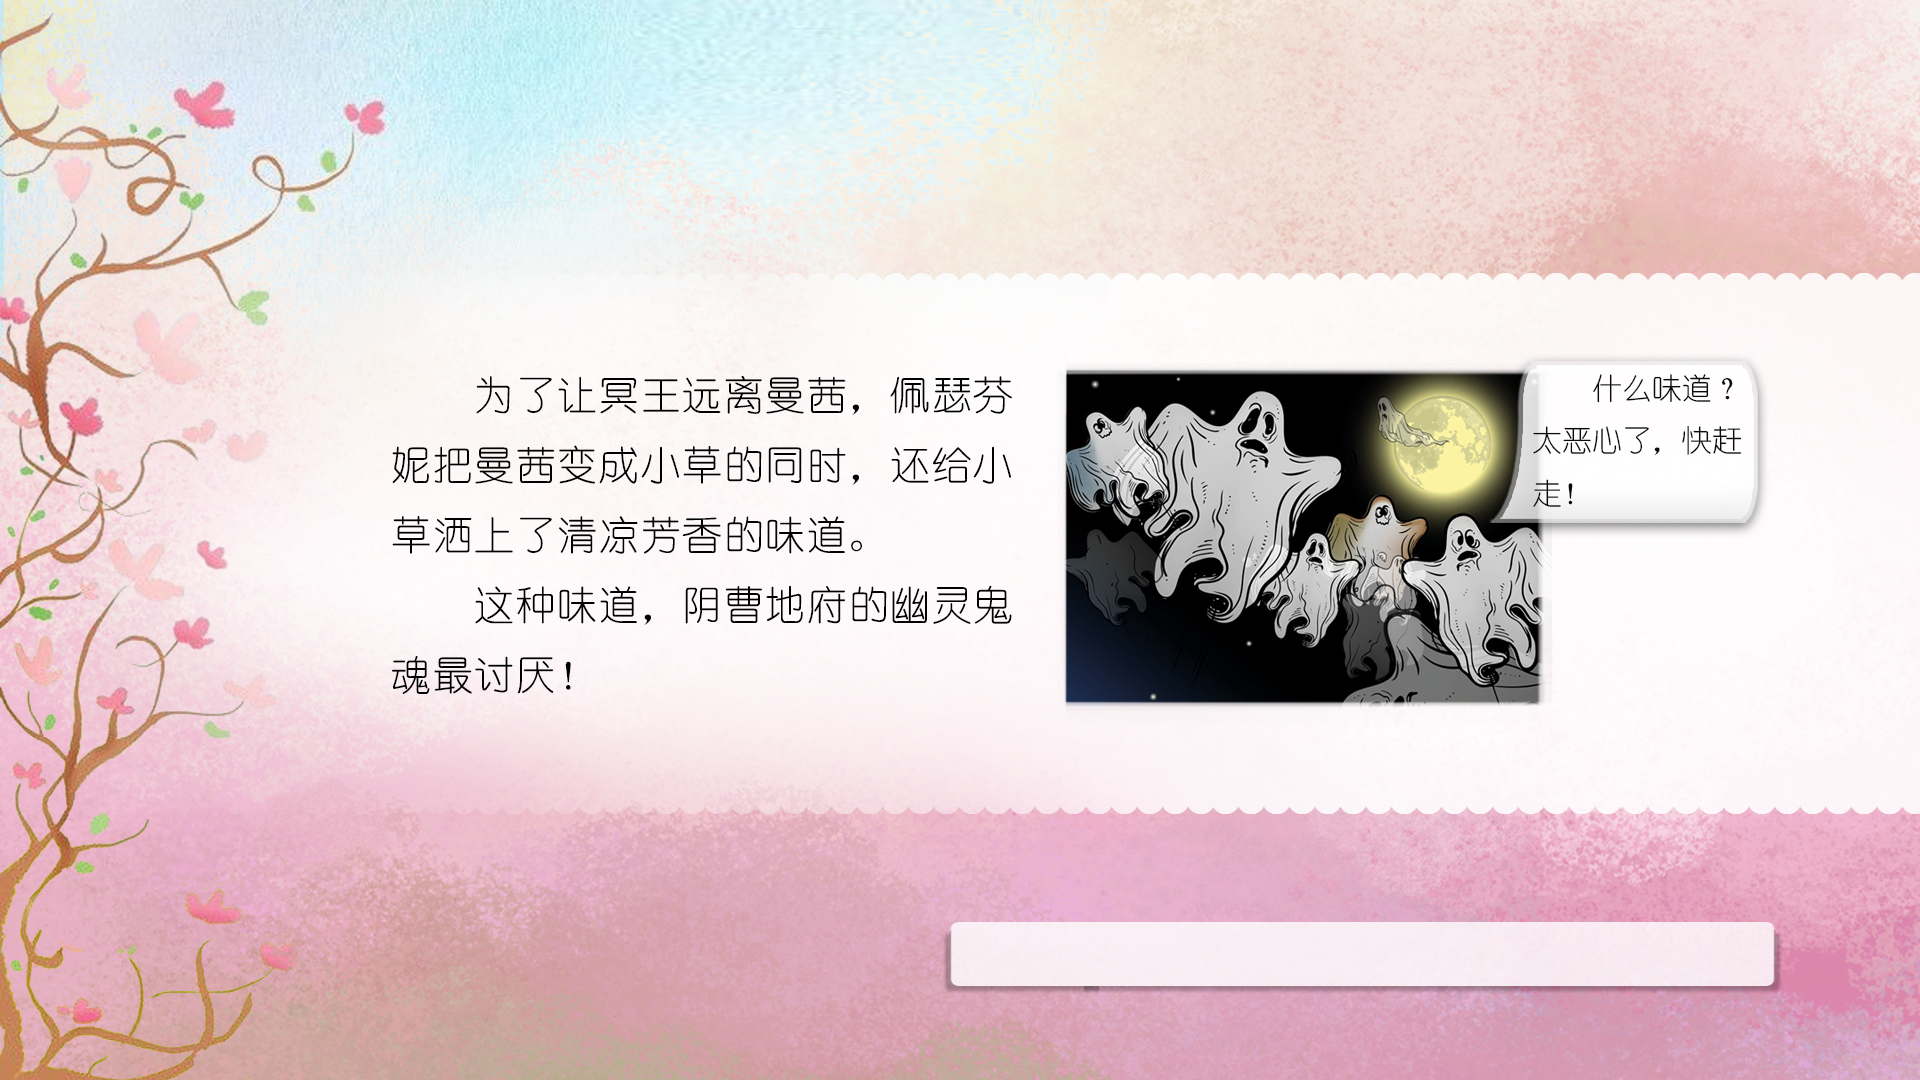 为了让冥王远离曼茜，佩瑟芬
妮把曼茜变成小草的同时，还给小
草洒上了清凉芳香的味道。
这种味道，阴曹地府的幽灵鬼
魂最讨厌！
什么味道？
太恶心了，快赶
走！